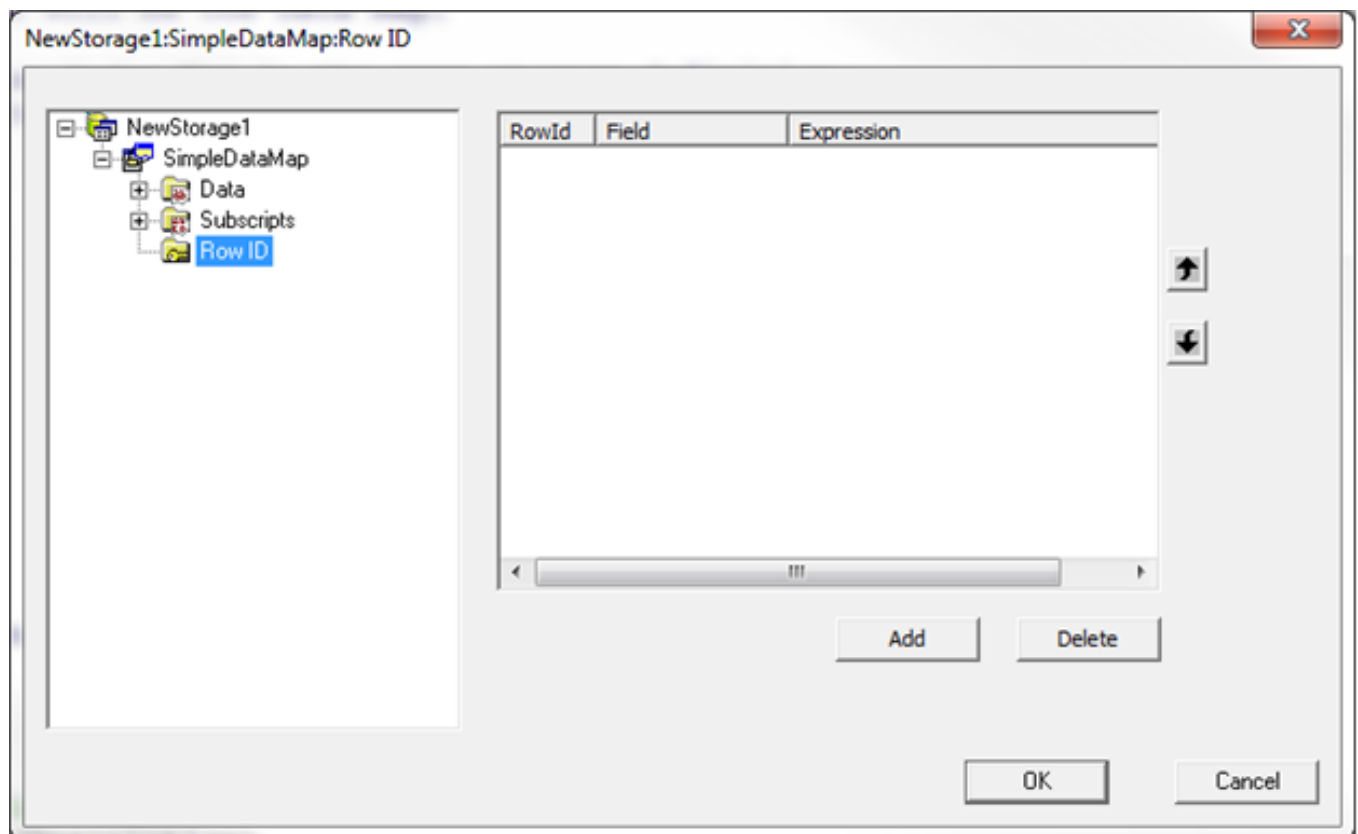 NewStorage1:SimpleDataMap:Row ID
NewStorage1
SimpleDataMap
Data
Subscripts
Row ID
RowId Field Expression
Add Delete
OK Cancel